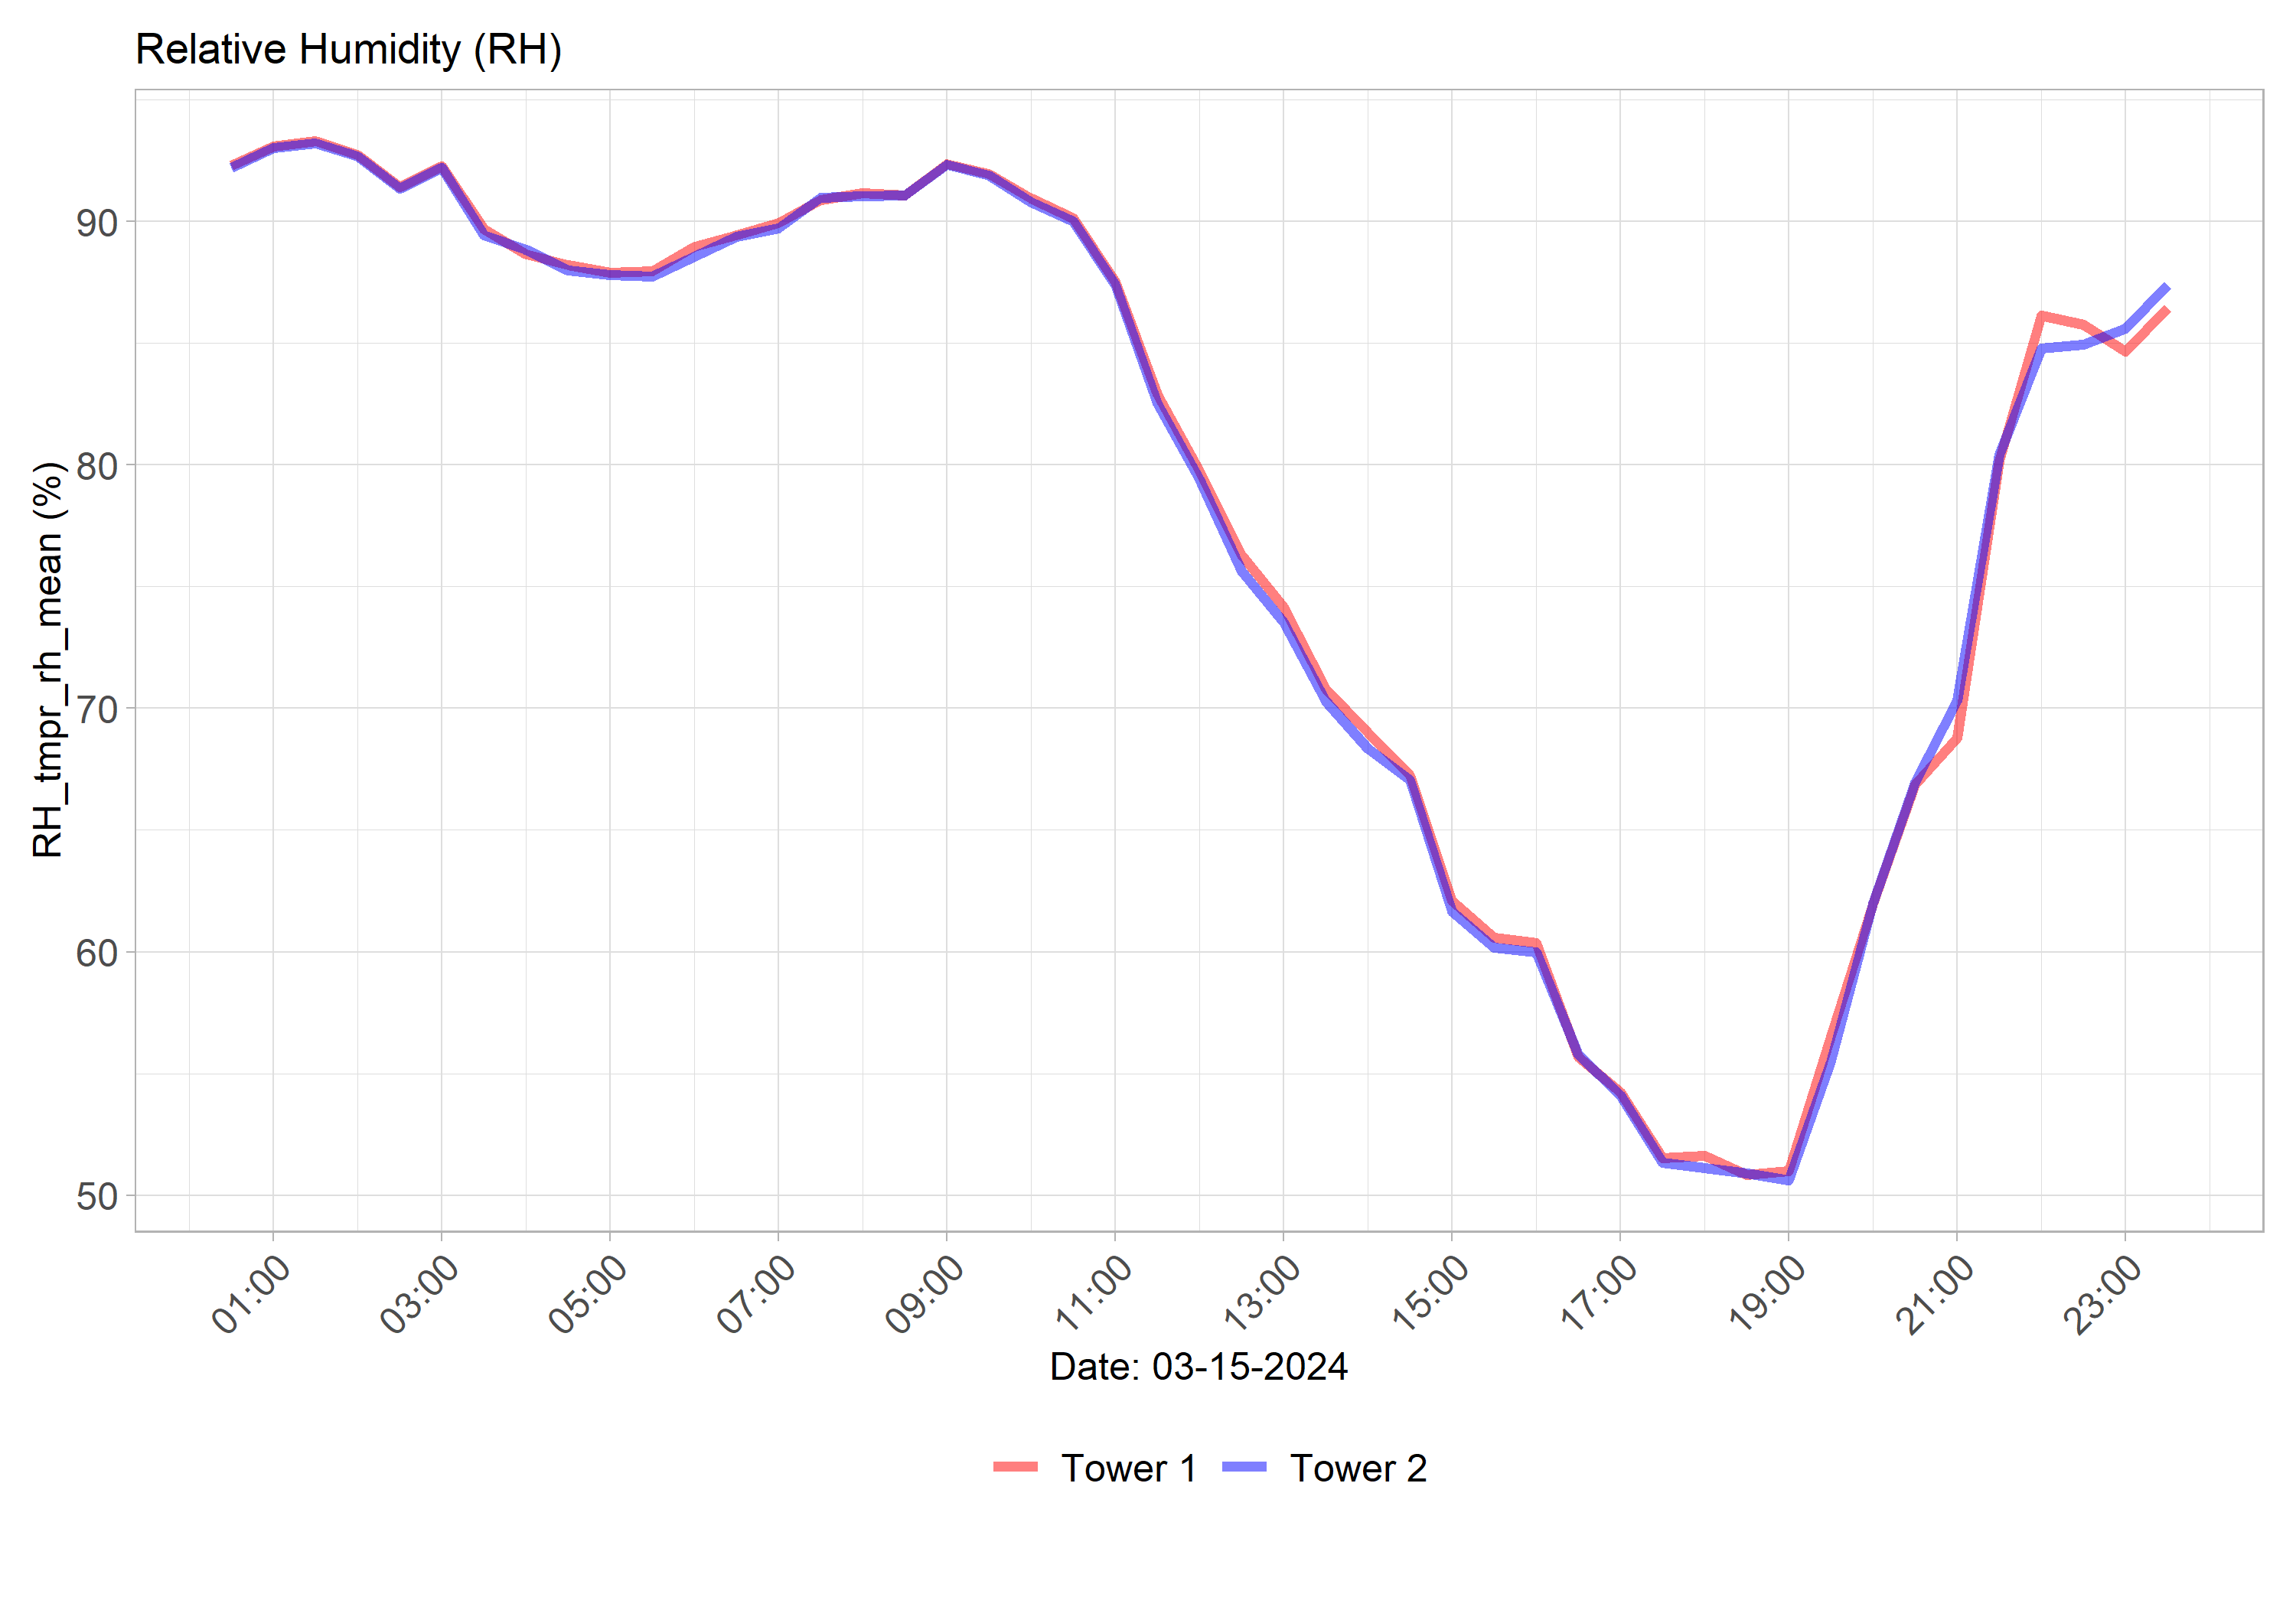 Relative Humidity (RH)
RH_tmpr_rh_mean (%)
90
80
70
60
50
01:00 03:00 05:00 07:00 09:00 11:00 13:00 15:00 17:00 19:00 21:00 23:00
Date: 03-15-2024
Tower 1 Tower 2